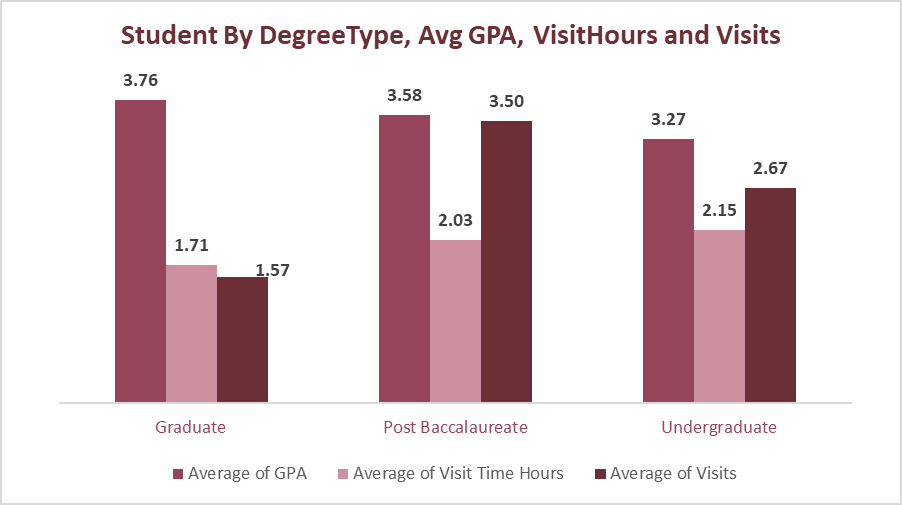 Student By DegreeType, Avg GPA, VisitHours and Visits
3.76
1.71
1.57
3.58
2.03
3.50
3.27
2.15
2.67
Graduate
Post Baccalaureate
Undergraduate
Average of GPA
Average of Visit Time Hours
Average of Visits